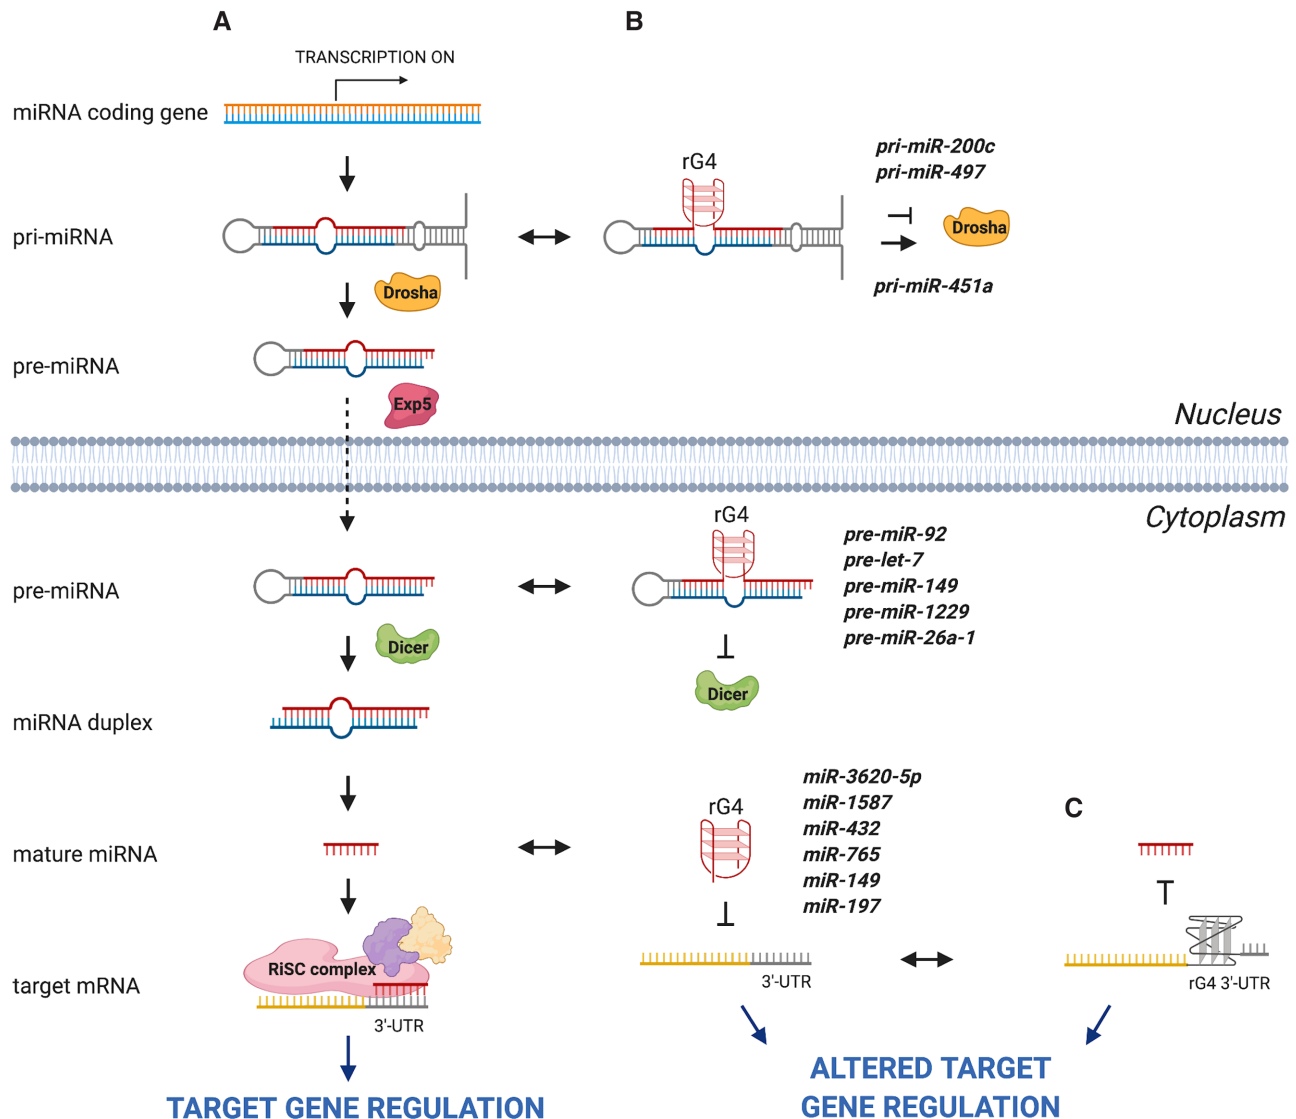 A
B
TRANSCRIPTION ON
miRNA coding gene
rG4
pri-miR-200c
pri-miR-497
pri-miRNA
Drosha
Drosha
pri-miR-451a
pre-miRNA
Exp5
Nucleus
Cytoplasm
rG4
pre-miR-92
pre-let-7
pre-miR-149
pre-miR-1229
pre-miR-26a-1
pre-miRNA
Dicer
Dicer
miRNA duplex
rG4
miR-3620-5p
miR-1587
miR-432
miR-765
miR-149
miR-197
C
mature miRNA
RiSC complex
target mRNA
3'-UTR
3'-UTR
rG4 3'-UTR
TARGET GENE REGULATION
ALTERED TARGET
GENE REGULATION